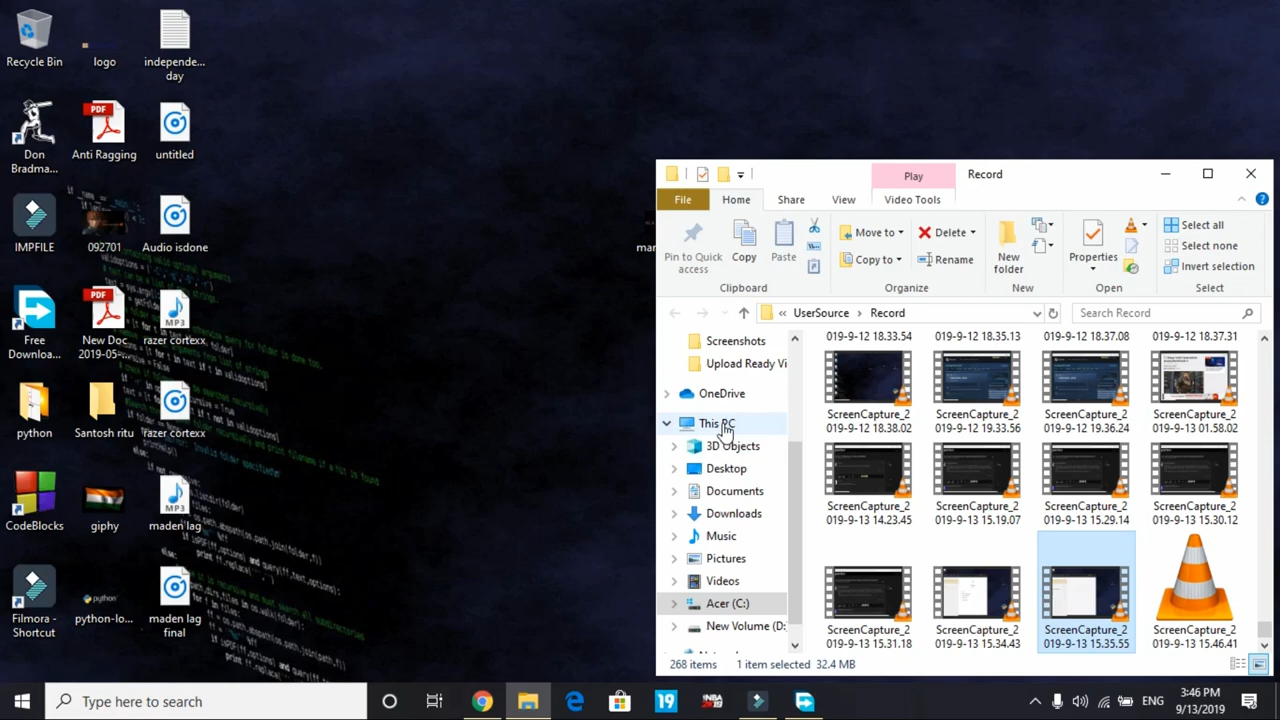 Recycle Bin
logo
independe...
day
Don
Bradma...
PDF
Anti Ragging
untitled
IMPFILE
092701
Audio isdone
Free
Downloa...
PDF
New Doc
2019-05-...
MP3
razer cortexx
python
Santosh ritu
razer cortexx
CodeBlocks
giphy
MP3
maden lag
Filmora -
Shortcut
python-lo...
maden lag
final
Play
Record
File
Home
Share
View
Video Tools
Pin to Quick
access
Copy
Paste
Clipboard
Move to
Copy to
Delete
Rename
Organize
New
folder
New
Properties
Open
Select all
Select none
Invert selection
Select
UserSource
Record
Search Record
Screenshots
Upload Ready Vi
OneDrive
This PC
3D Objects
Desktop
Documents
Downloads
Music
Pictures
Videos
Acer (C:)
New Volume (D:
019-9-12 18.33.54
019-9-12 18.35.13
019-9-12 18.37.08
019-9-12 18.37.31
ScreenCapture_2
019-9-12 18.38.02
ScreenCapture_2
019-9-12 19.33.56
ScreenCapture_2
019-9-12 19.36.24
ScreenCapture_2
019-9-13 01.58.02
ScreenCapture_2
019-9-13 14.23.45
ScreenCapture_2
019-9-13 15.19.07
ScreenCapture_2
019-9-13 15.29.14
ScreenCapture_2
019-9-13 15.30.12
ScreenCapture_2
019-9-13 15.31.18
ScreenCapture_2
019-9-13 15.34.43
ScreenCapture_2
019-9-13 15.35.55
ScreenCapture_2
019-9-13 15.46.41
268 items
1 item selected 32.4 MB
Type here to search
19
ENG
3:46 PM
9/13/2019